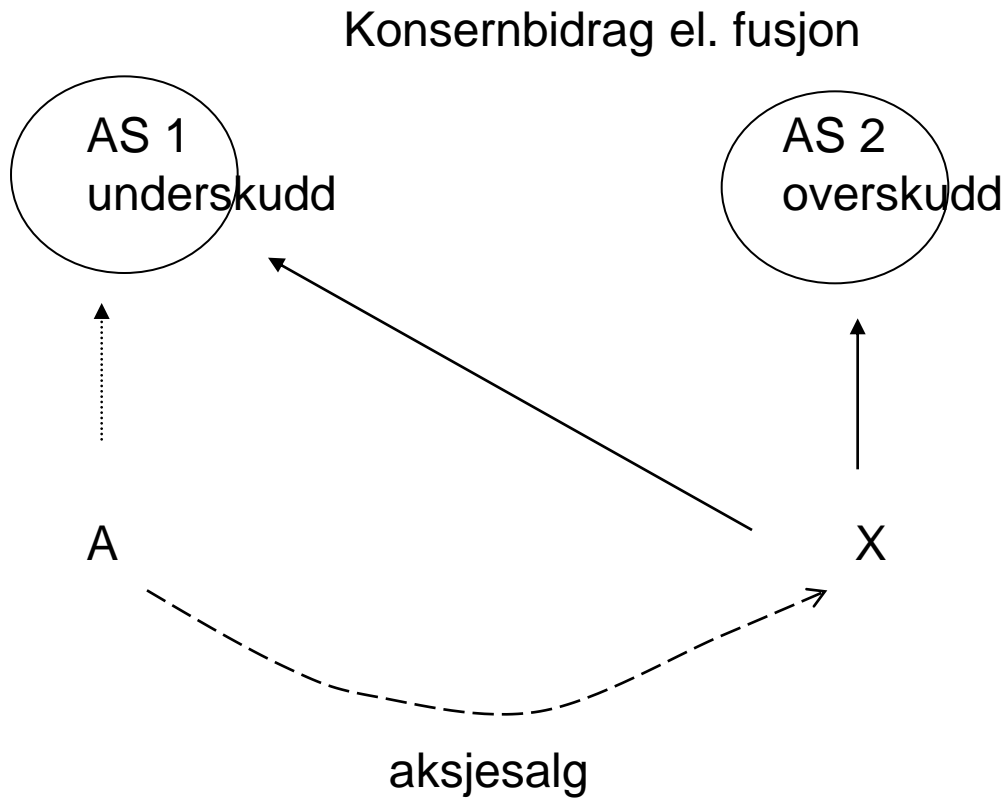 Konsernbidrag el. fusjon
AS 1
underskudd
AS 2
overskudd
A
X
aksjesalg